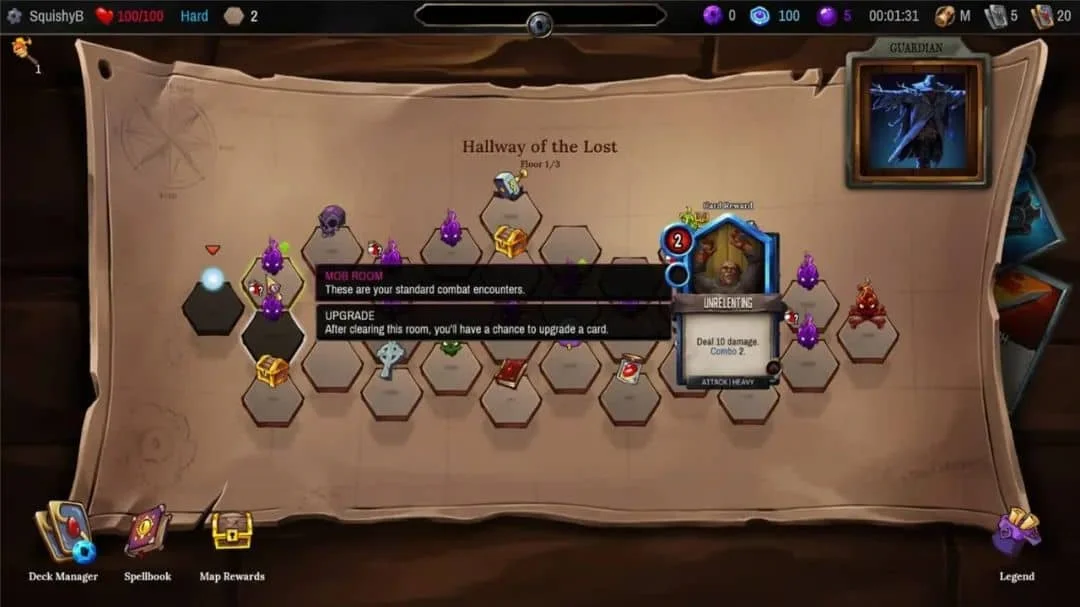 SquishyB 100/100 Hard 2 0 100 5 00:01:31 M 5 20
1
GUARDIAN
Hallway of the Lost
Floor 1/3
Card Reward
2
MOB ROOM
These are your standard combat encounters.
UPGRADE
After clearing this room, you'll have a chance to upgrade a card.
UNRELENTING
Deal 10 damage.
Combo 2.
ATTACK | HEAVY
Deck Manager Spellbook Map Rewards Legend